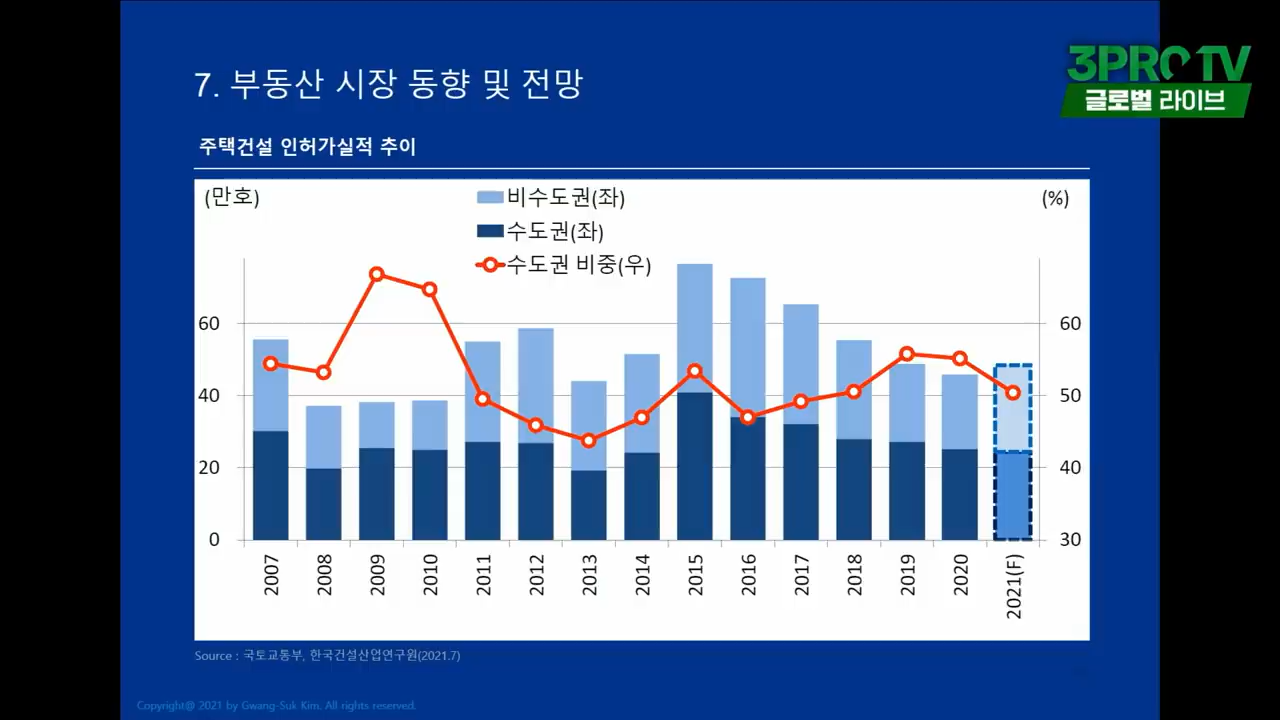 3PRO TV
글로벌 라이브
7. 부동산 시장 동향 및 전망
주택건설 인허가실적 추이
(만호)
비수도권(좌)
수도권(좌)
수도권 비중(우)
(%)
60
40
20
0
60
50
40
30
2007
2008
2009
2010
2011
2012
2013
2014
2015
2016
2017
2018
2019
2020
2021(F)
Source : 국토교통부, 한국건설산업연구원(2021.7)
Copyright@ 2021 by Gwang-Suk Kim. All rights reserved.